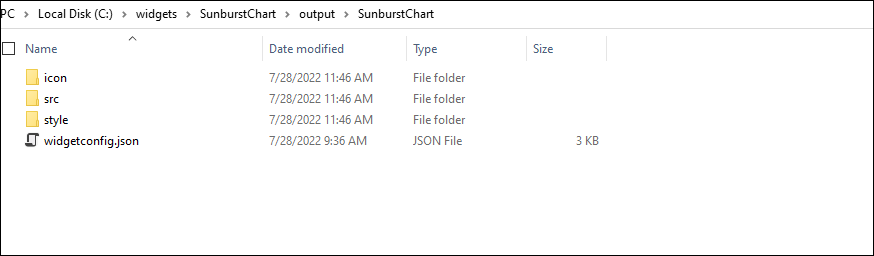 PC > Local Disk (C:) > widgets > SunburstChart > output > SunburstChart
Name Date modified Type Size
icon 7/28/2022 11:46 AM File folder
src 7/28/2022 11:46 AM File folder
style 7/28/2022 11:46 AM File folder
widgetconfig.json 7/28/2022 9:36 AM JSON File 3 KB